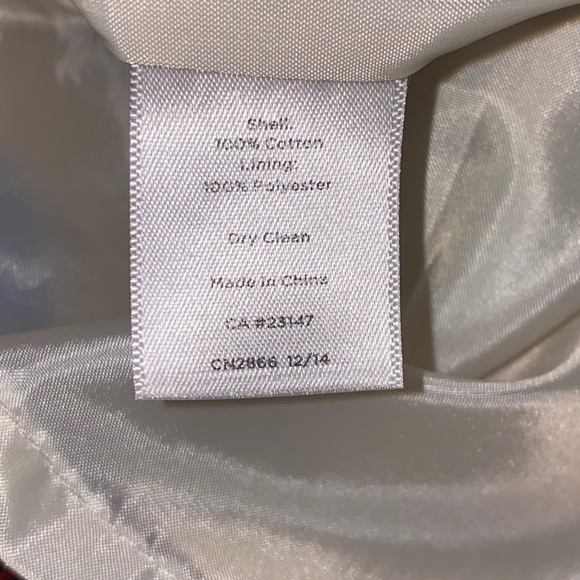 Shell:
100% Cotton
Lining:
100% Polyester
Dry Clean
Made in China
CA #23147
CN2866 12/14